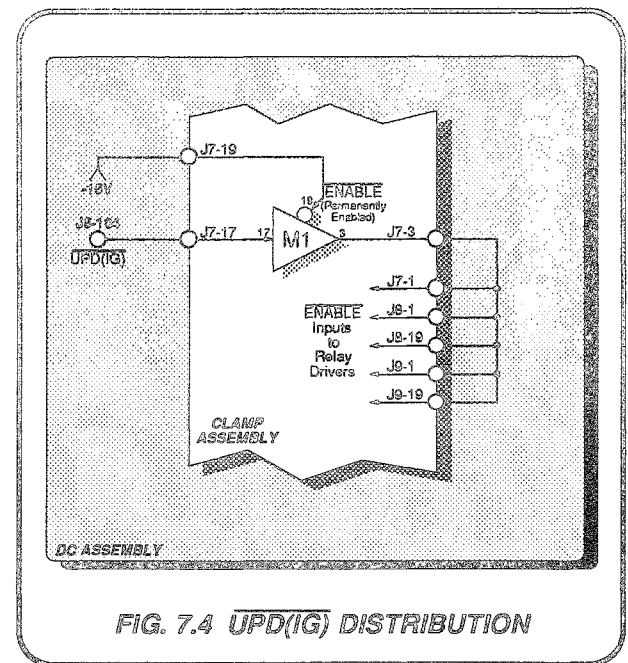 J7-19
-15V
18
ENABLE
(Permanently
Enabled)
UPD(IG)
J7-17
17
M1
3
J7-3
J7-1
J8-1
J8-19
J9-1
J9-19
ENABLE
Inputs
to
Relay
Drivers
CLAMP
ASSEMBLY
DC ASSEMBLY
FIG. 7.4 UPD(IG) DISTRIBUTION